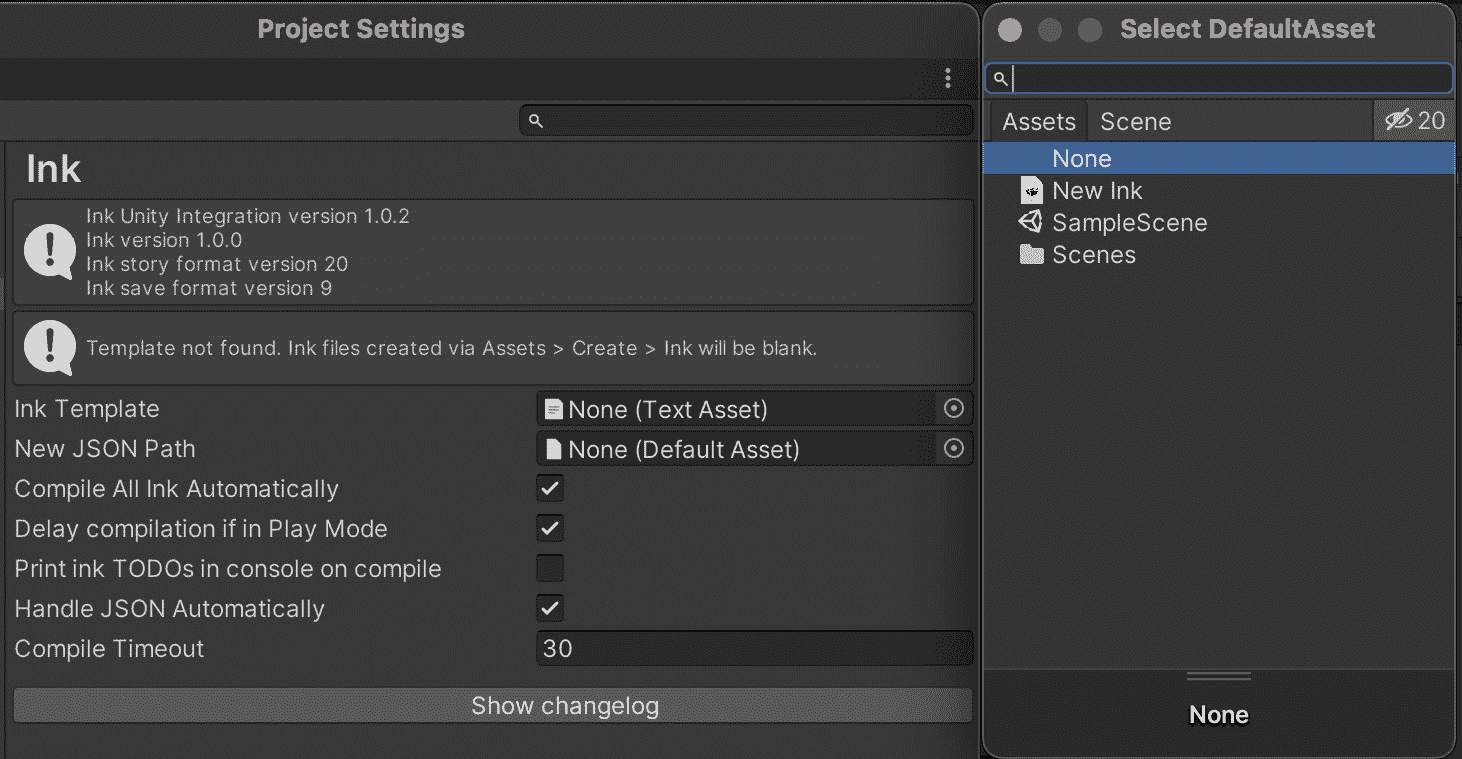 Project Settings
Ink
Ink Unity Integration version 1.0.2
Ink version 1.0.0
Ink story format version 20
Ink save format version 9
Template not found. Ink files created via Assets > Create > Ink will be blank.
Ink Template
None (Text Asset)
New JSON Path
None (Default Asset)
Compile All Ink Automatically
Delay compilation if in Play Mode
Print ink TODOs in console on compile
Handle JSON Automatically
Compile Timeout
30
Show changelog
Select DefaultAsset
Assets
Scene
20
None
New Ink
SampleScene
Scenes
None